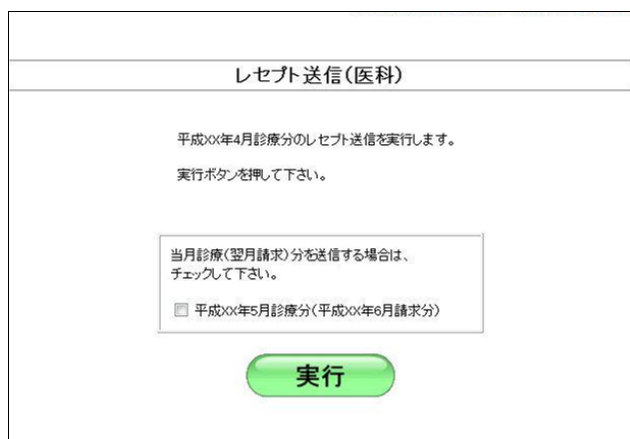 レセプト送信(医科)
平成XX年4月診療分のレセプト送信を実行します。
実行ボタンを押して下さい。
当月診療(翌月請求)分を送信する場合は、
チェックして下さい。
平成XX年5月診療分(平成XX年6月請求分)
実行